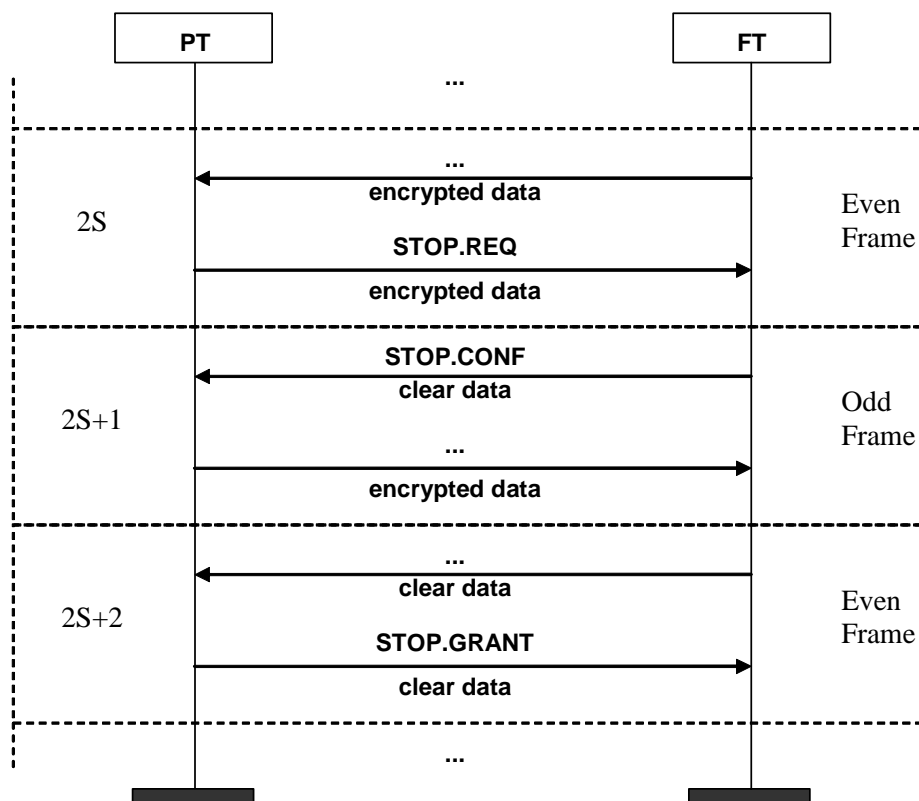 PT
FT
...
...
encrypted data
2S
Even
Frame
STOP.REQ
encrypted data
STOP.CONF
clear data
2S+1
Odd
Frame
...
encrypted data
...
clear data
2S+2
Even
Frame
STOP.GRANT
clear data
...